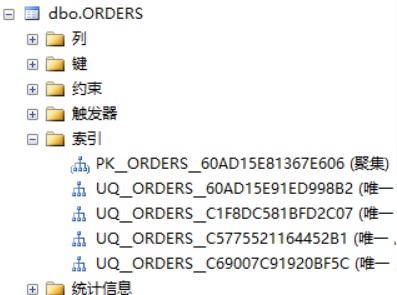 dbo.ORDERS
列
键
约束
触发器
索引
PK__ORDERS__60AD15E81367E606 (聚集)
UQ__ORDERS__60AD15E91ED998B2 (唯一
UQ__ORDERS__C1F8DC581BFD2C07 (唯一
UQ__ORDERS__C5775521164452B1 (唯一，
UQ__ORDERS__C69007C91920BF5C (唯一
统计信息